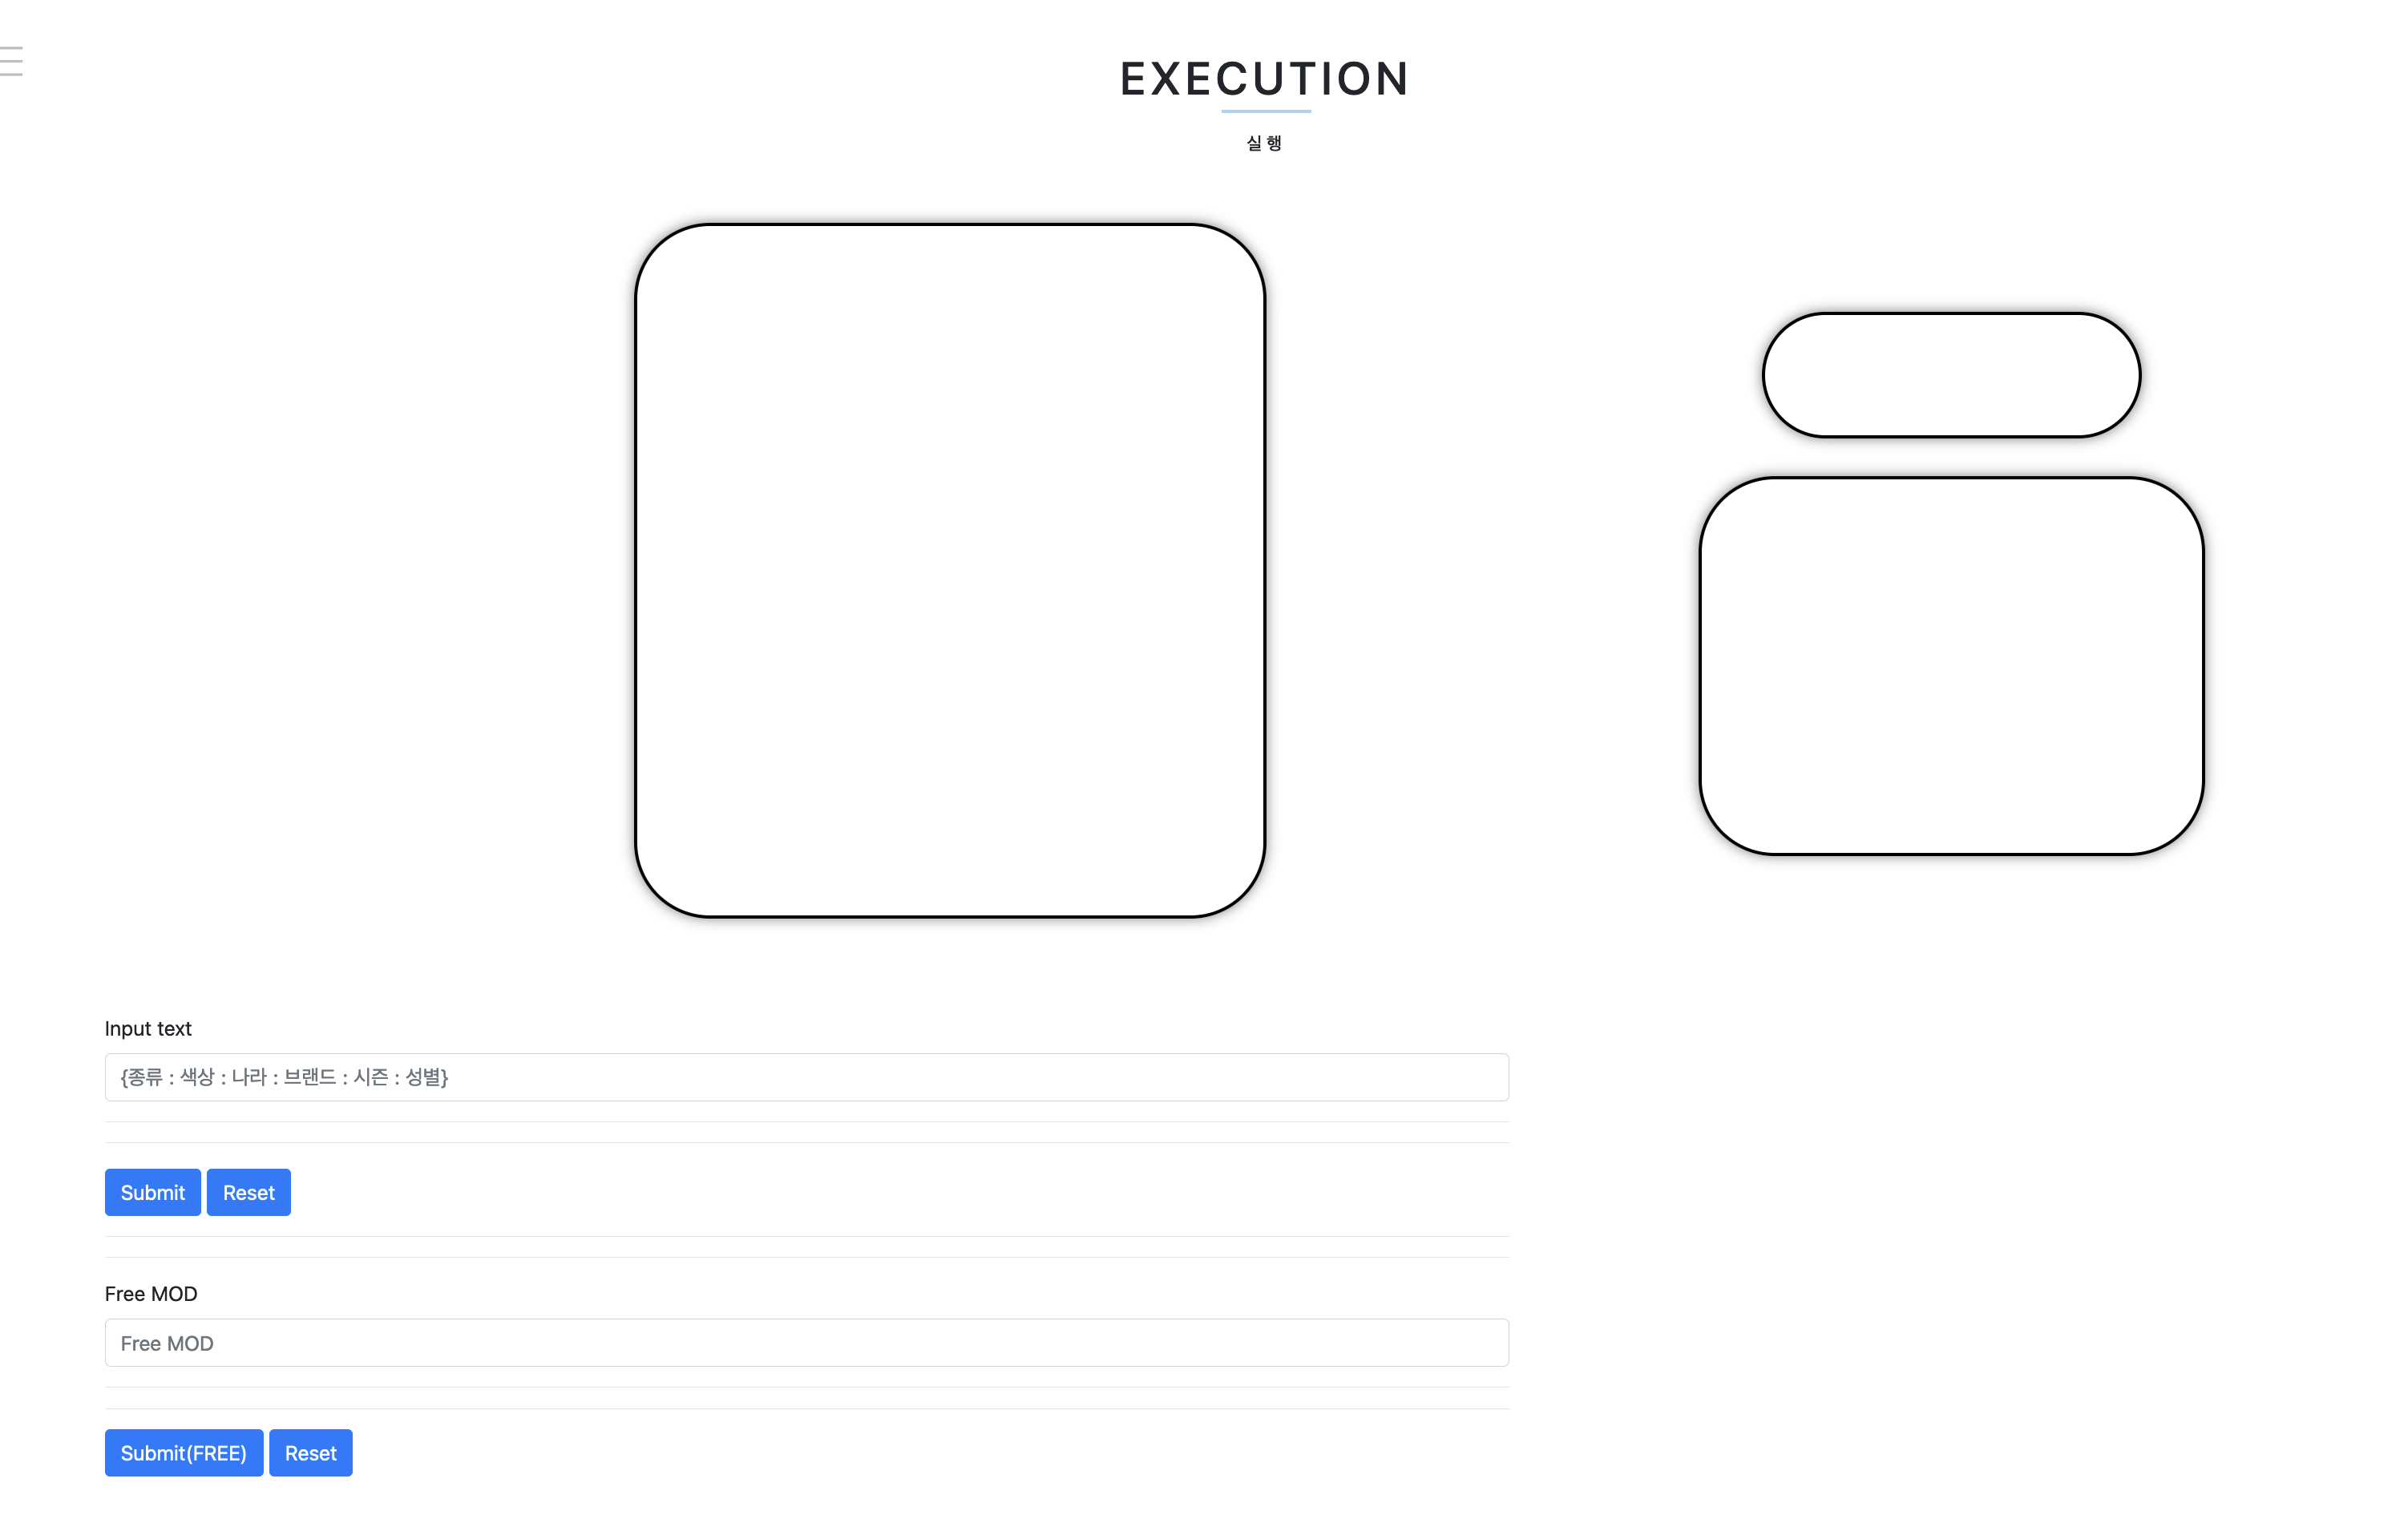 EXECUTION
실행
Input text
{종류 : 색상 : 나라 : 브랜드 : 시즌 : 성별}
Submit Reset
Free MOD
Free MOD
Submit(FREE) Reset